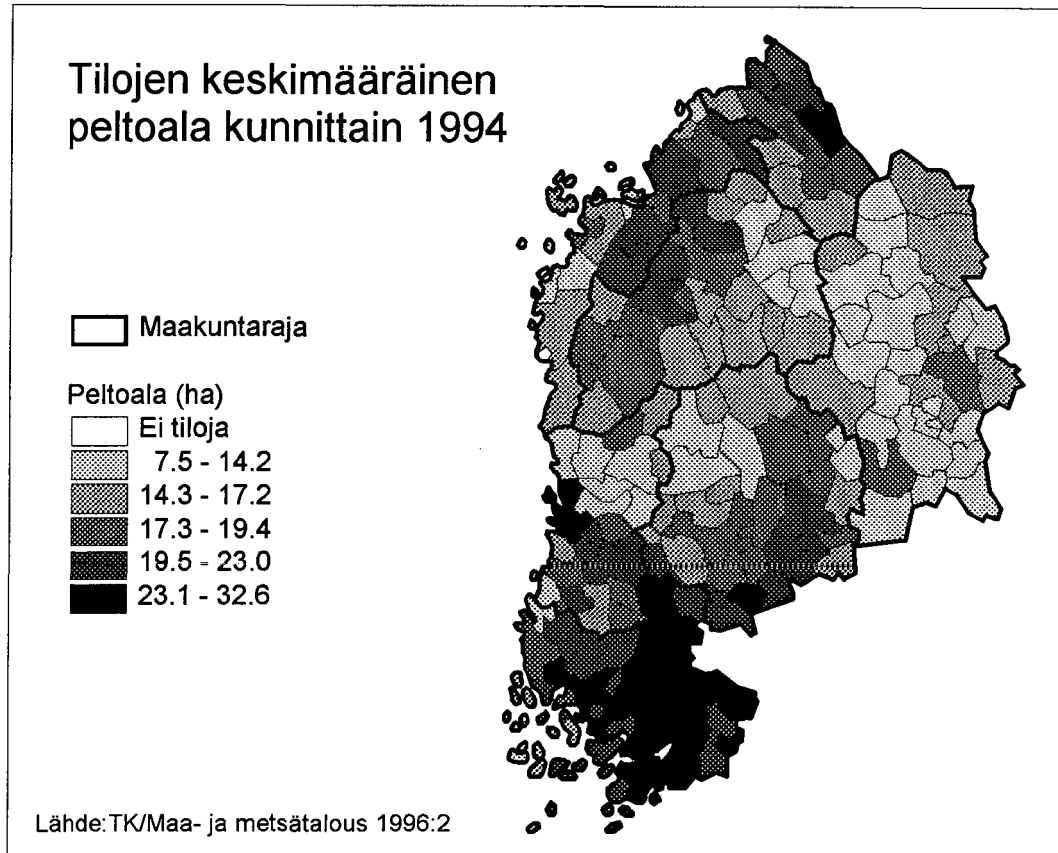 Tilojen keskimääräinen
peltoala kunnittain 1994
Maakuntaraja
Peltoala (ha)
Ei tiloja
7.5 - 14.2
14.3 - 17.2
17.3 - 19.4
19.5 - 23.0
23.1 - 32.6
Lähde:TK/Maa- ja metsätalous 1996:2